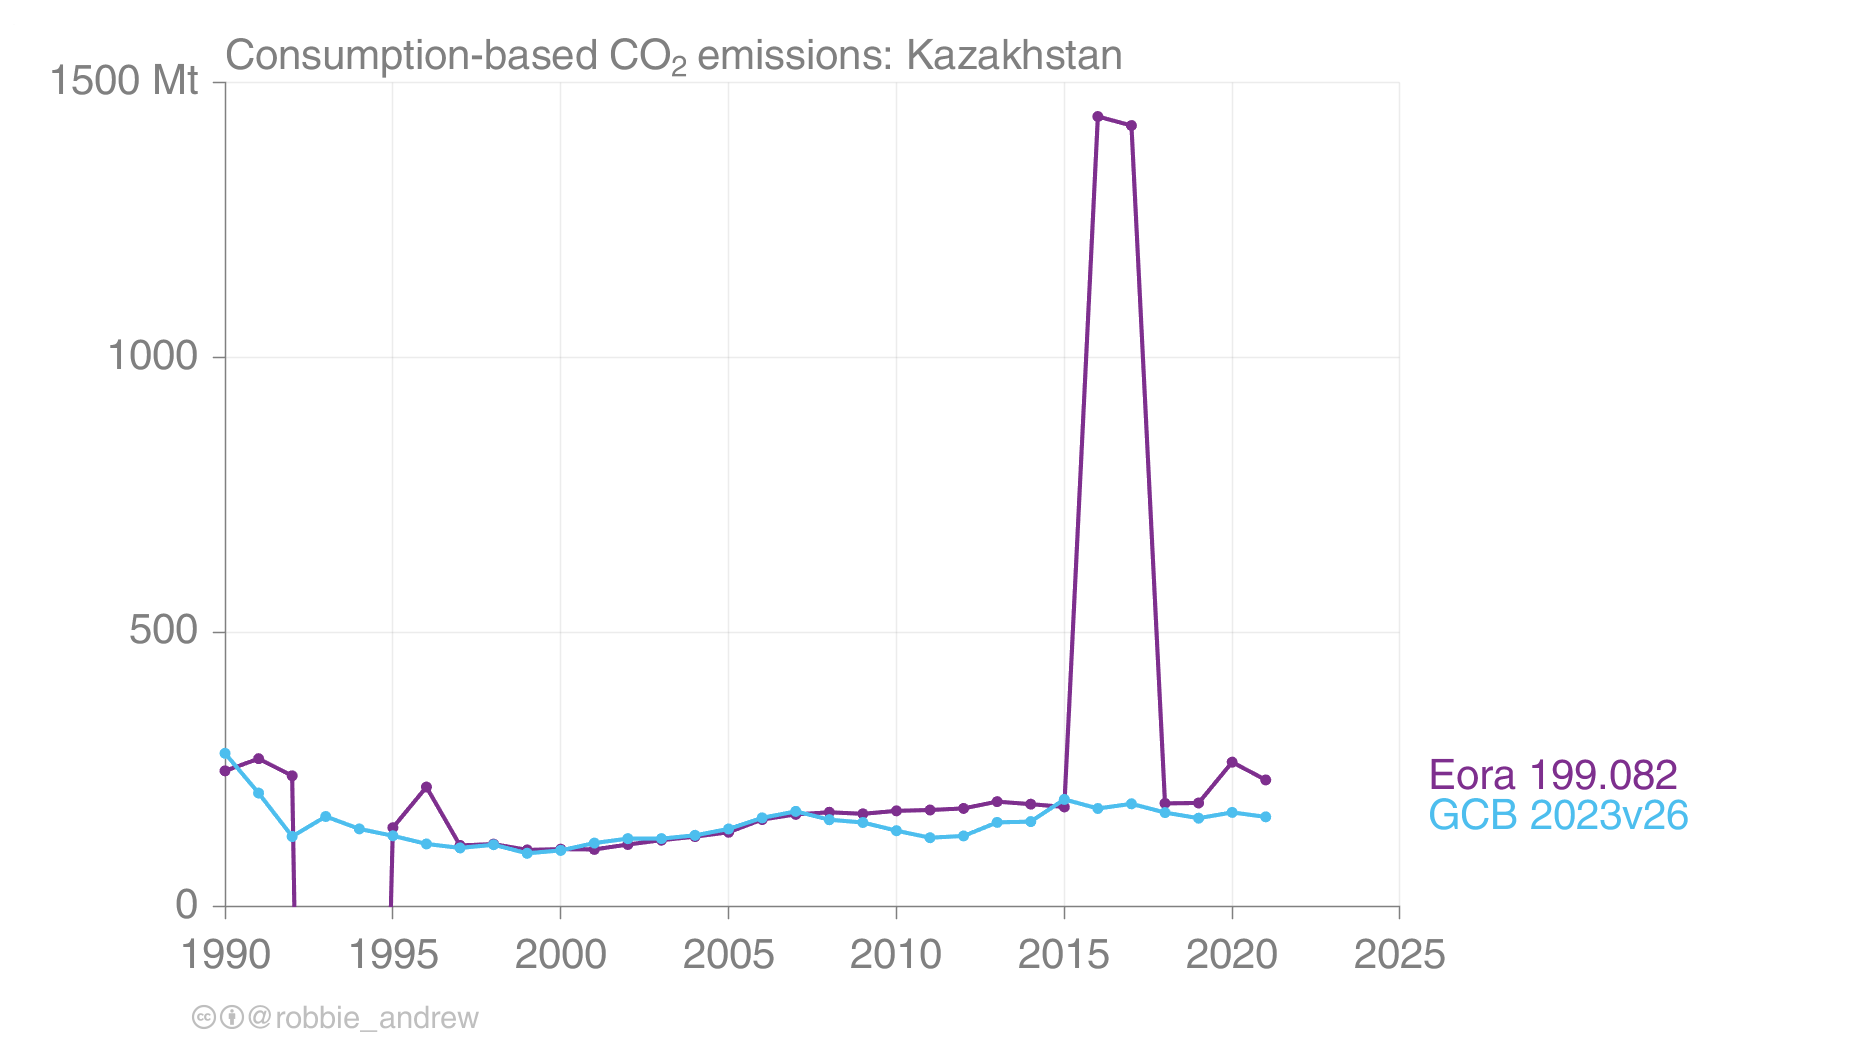 Consumption-based CO₂ emissions: Kazakhstan
1500 Mt
1000
500
0
1990 1995 2000 2005 2010 2015 2020 2025
Eora 199.082
GCB 2023v26
@robbie_andrew